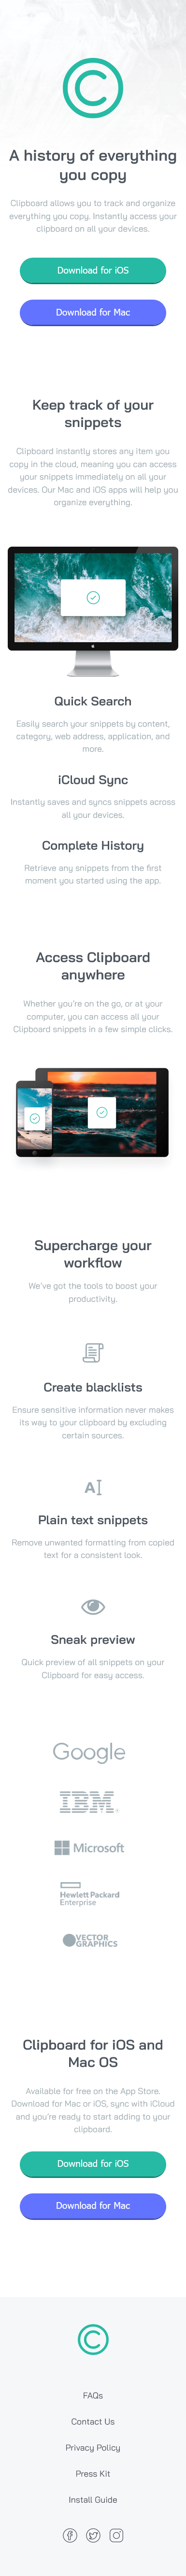 A history of everything
you copy
Clipboard allows you to track and organize
everything you copy. Instantly access your
clipboard on all your devices.
Download for iOS
Download for Mac
Keep track of your
snippets
Clipboard instantly stores any item you
copy in the cloud, meaning you can access
your snippets immediately on all your
devices. Our Mac and iOS apps will help you
organize everything.
Quick Search
Easily search your snippets by content,
category, web address, application, and
more.
iCloud Sync
Instantly saves and syncs snippets across
all your devices.
Complete History
Retrieve any snippets from the first
moment you started using the app.
Access Clipboard
anywhere
Whether you're on the go, or at your
computer, you can access all your
Clipboard snippets in a few simple clicks.
Supercharge your
workflow
We've got the tools to boost your
productivity.
Create blacklists
Ensure sensitive information never makes
its way to your clipboard by excluding
certain sources.
A
Plain text snippets
Remove unwanted formatting from copied
text for a consistent look.
Sneak preview
Quick preview of all snippets on your
Clipboard for easy access.
Google
IBM
Microsoft
Hewlett Packard
Enterprise
VECTOR
GRAPHICS
Clipboard for iOS and
Mac OS
Available for free on the App Store.
Download for Mac or iOS, sync with iCloud
and you're ready to start adding to your
clipboard.
Download for iOS
Download for Mac
FAQs
Contact Us
Privacy Policy
Press Kit
Install Guide